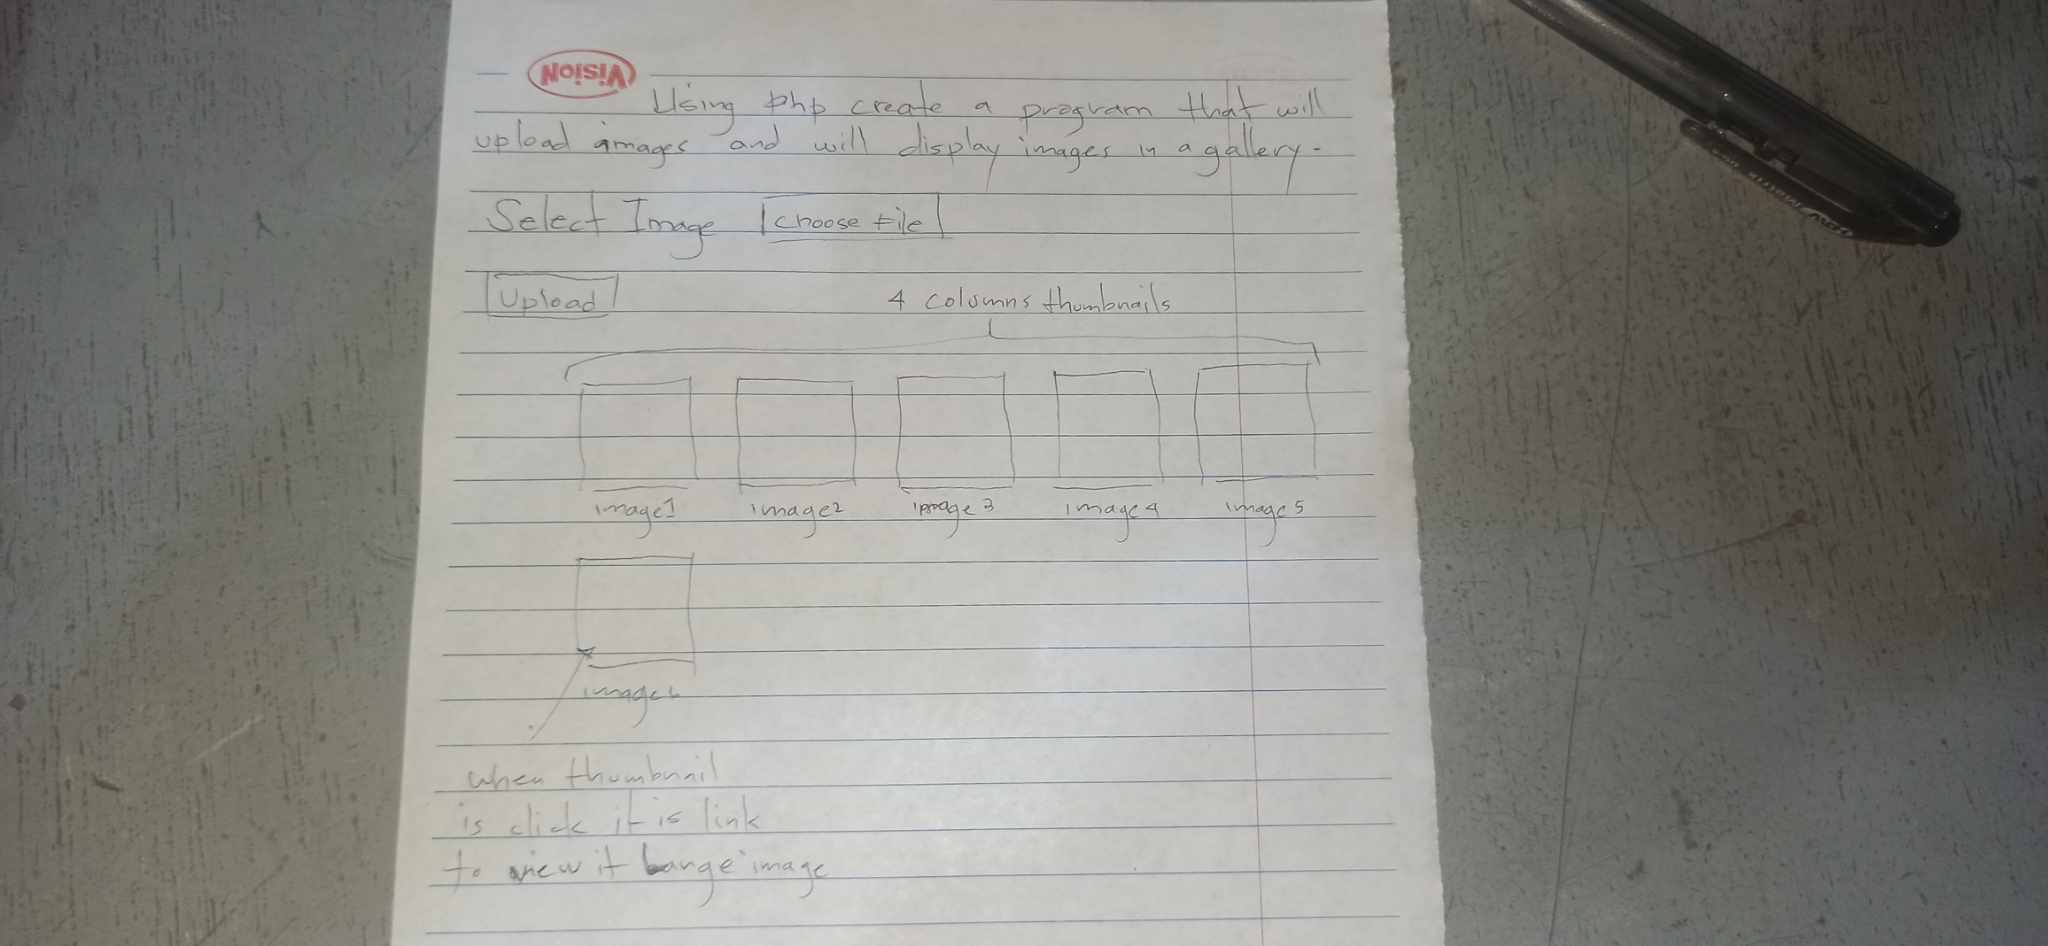 VisioN
Using php create a program that will
upload images and will display images in a gallery.
Select Image choose file
Upload 4 columns thumbnails
image1 image2 image3 image4 image5
image6
when thumbnail
is click it is link
to view it Large image